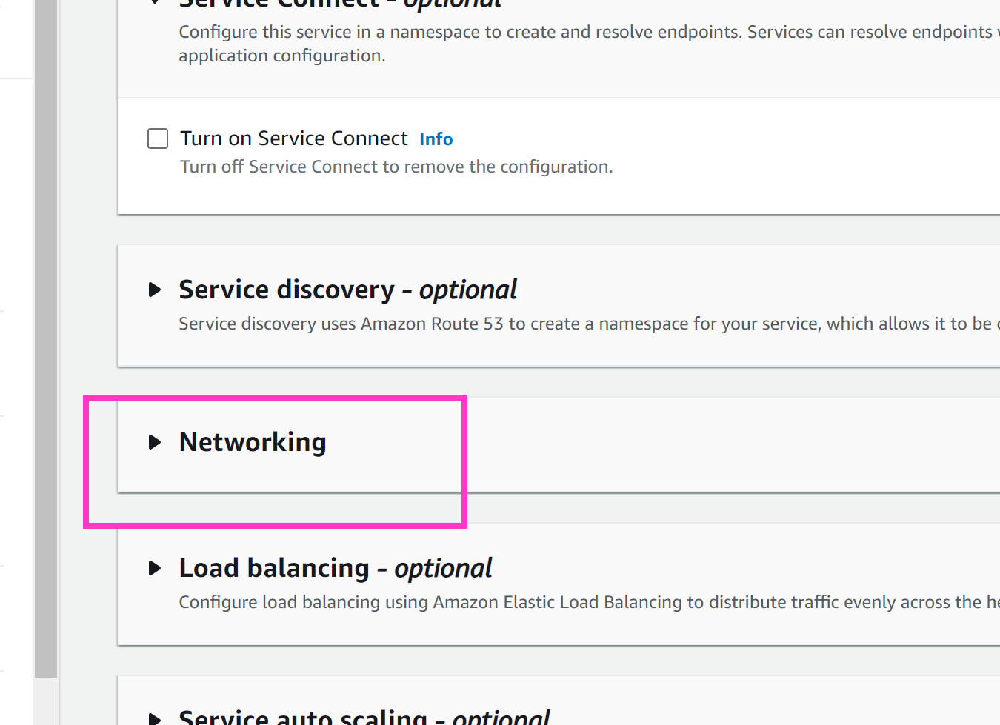 Service Connect - optional
Configure this service in a namespace to create and resolve endpoints. Services can resolve endpoints
application configuration.
Turn on Service Connect Info
Turn off Service Connect to remove the configuration.
Service discovery - optional
Service discovery uses Amazon Route 53 to create a namespace for your service, which allows it to be
Networking
Load balancing - optional
Configure load balancing using Amazon Elastic Load Balancing to distribute traffic evenly across the
Service auto scaling - optional